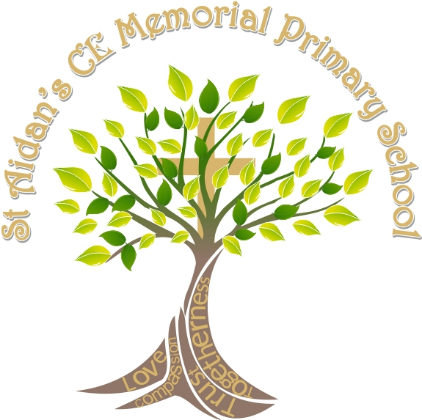 St Aidan's CE Memorial Primary School
Love
compassion
Trust
togetherness